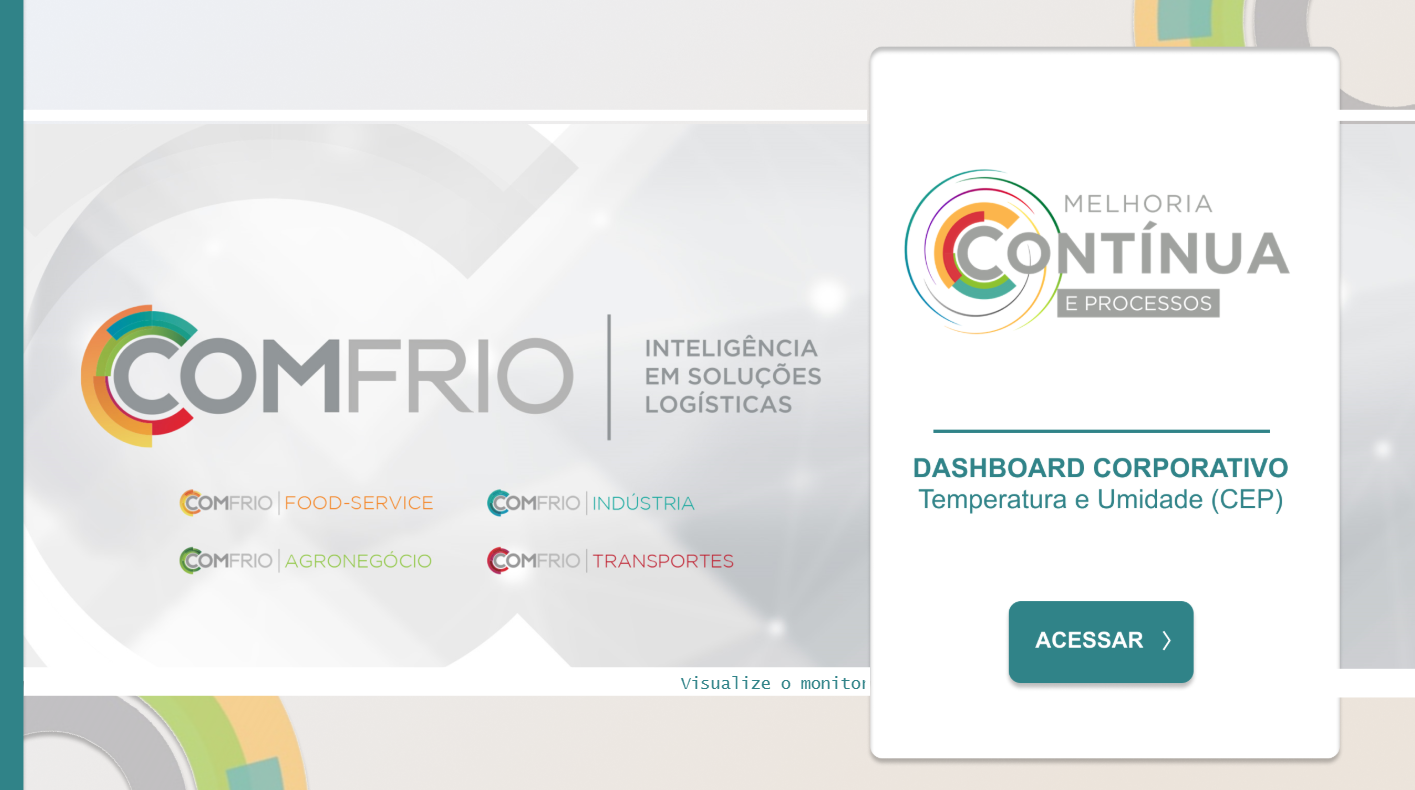 COMFRIO
INTELIGÊNCIA
EM SOLUÇÕES
LOGÍSTICAS
COMFRIO FOOD-SERVICE
COMFRIO INDÚSTRIA
COMFRIO AGRONEGÓCIO
COMFRIO TRANSPORTES
Visualize o monitor
MELHORIA
CONTÍNUA
E PROCESSOS
DASHBOARD CORPORATIVO
Temperatura e Umidade (CEP)
ACESSAR